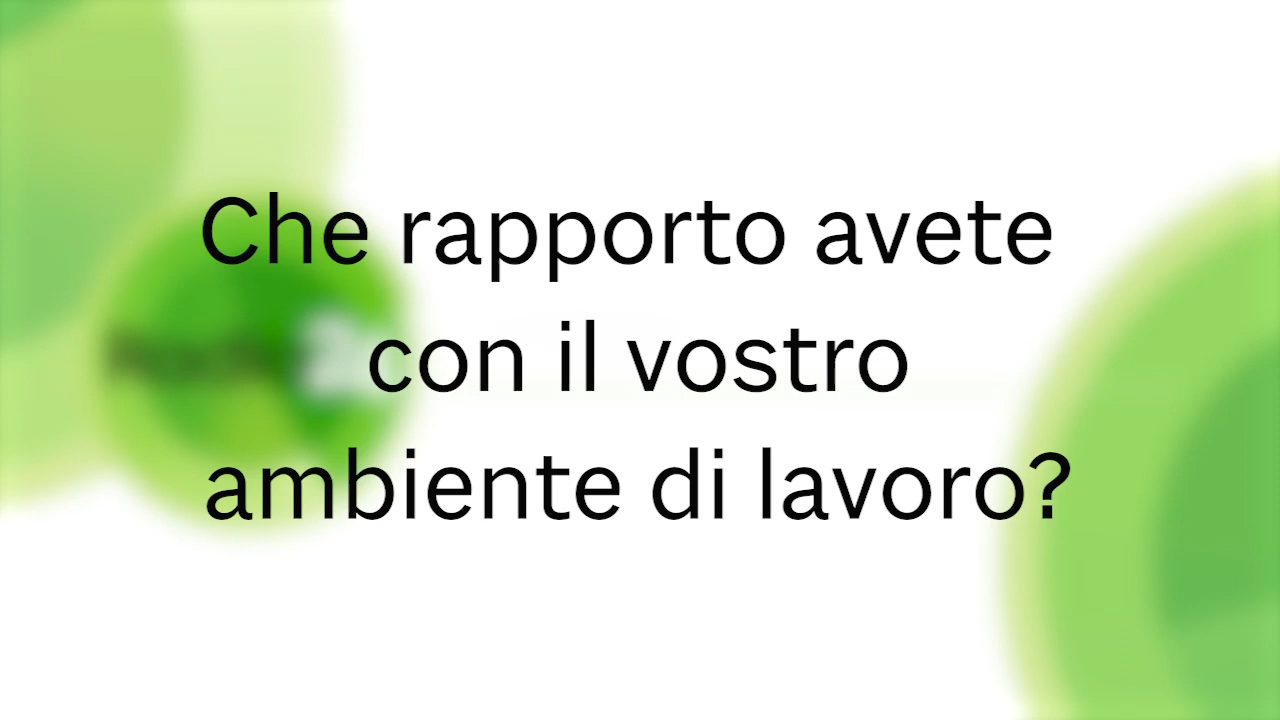 Che rapporto avete
con il vostro
ambiente di lavoro?